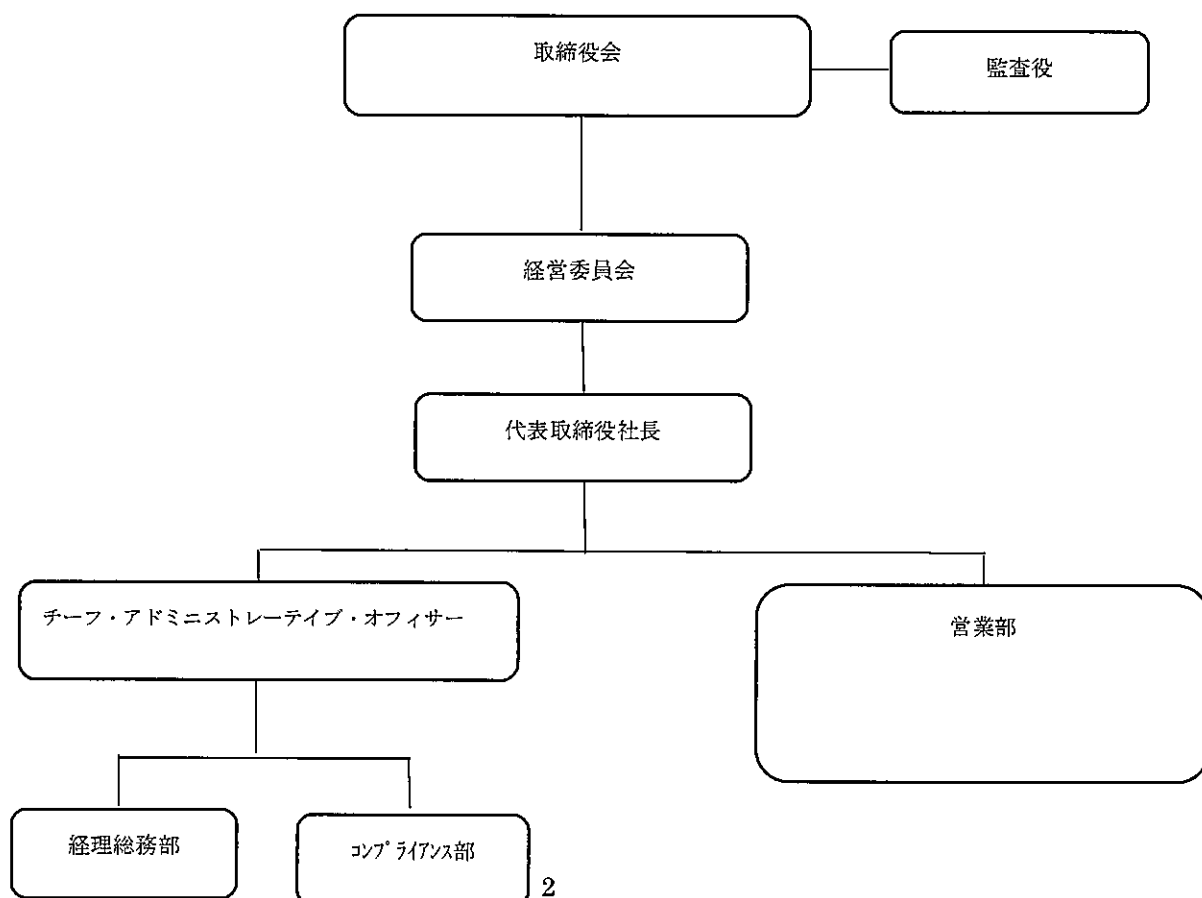 取締役会
監査役
経営委員会
代表取締役社長
チーフ・アドミニストレーテイブ・オフィサー
営業部
経理総務部
ｺﾝﾌﾟﾗｲｱﾝｽ部
2